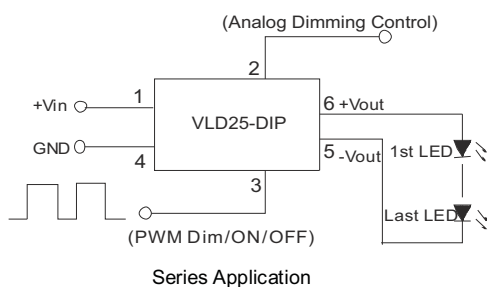 (Analog Dimming Control)
2
+Vin
1
VLD25-DIP
6 +Vout
GND
4
5 -Vout
1st LED
3
Last LED
(PWM Dim/ON/OFF)
Series Application